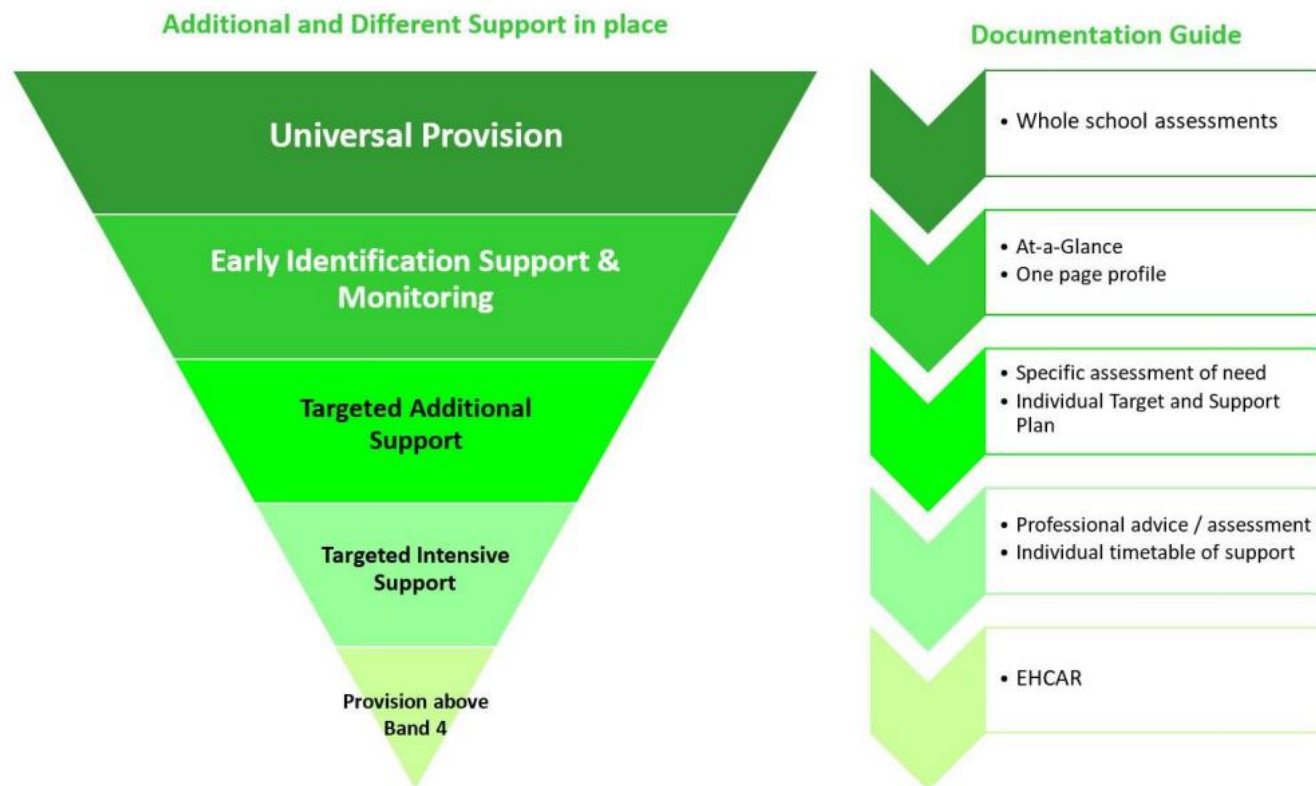 Additional and Different Support in place
Universal Provision
Early Identification Support &
Monitoring
Targeted Additional
Support
Targeted Intensive
Support
Provision above
Band 4
Documentation Guide
• Whole school assessments
• At-a-Glance
• One page profile
• Specific assessment of need
• Individual Target and Support
Plan
• Professional advice / assessment
• Individual timetable of support
• EHCAR